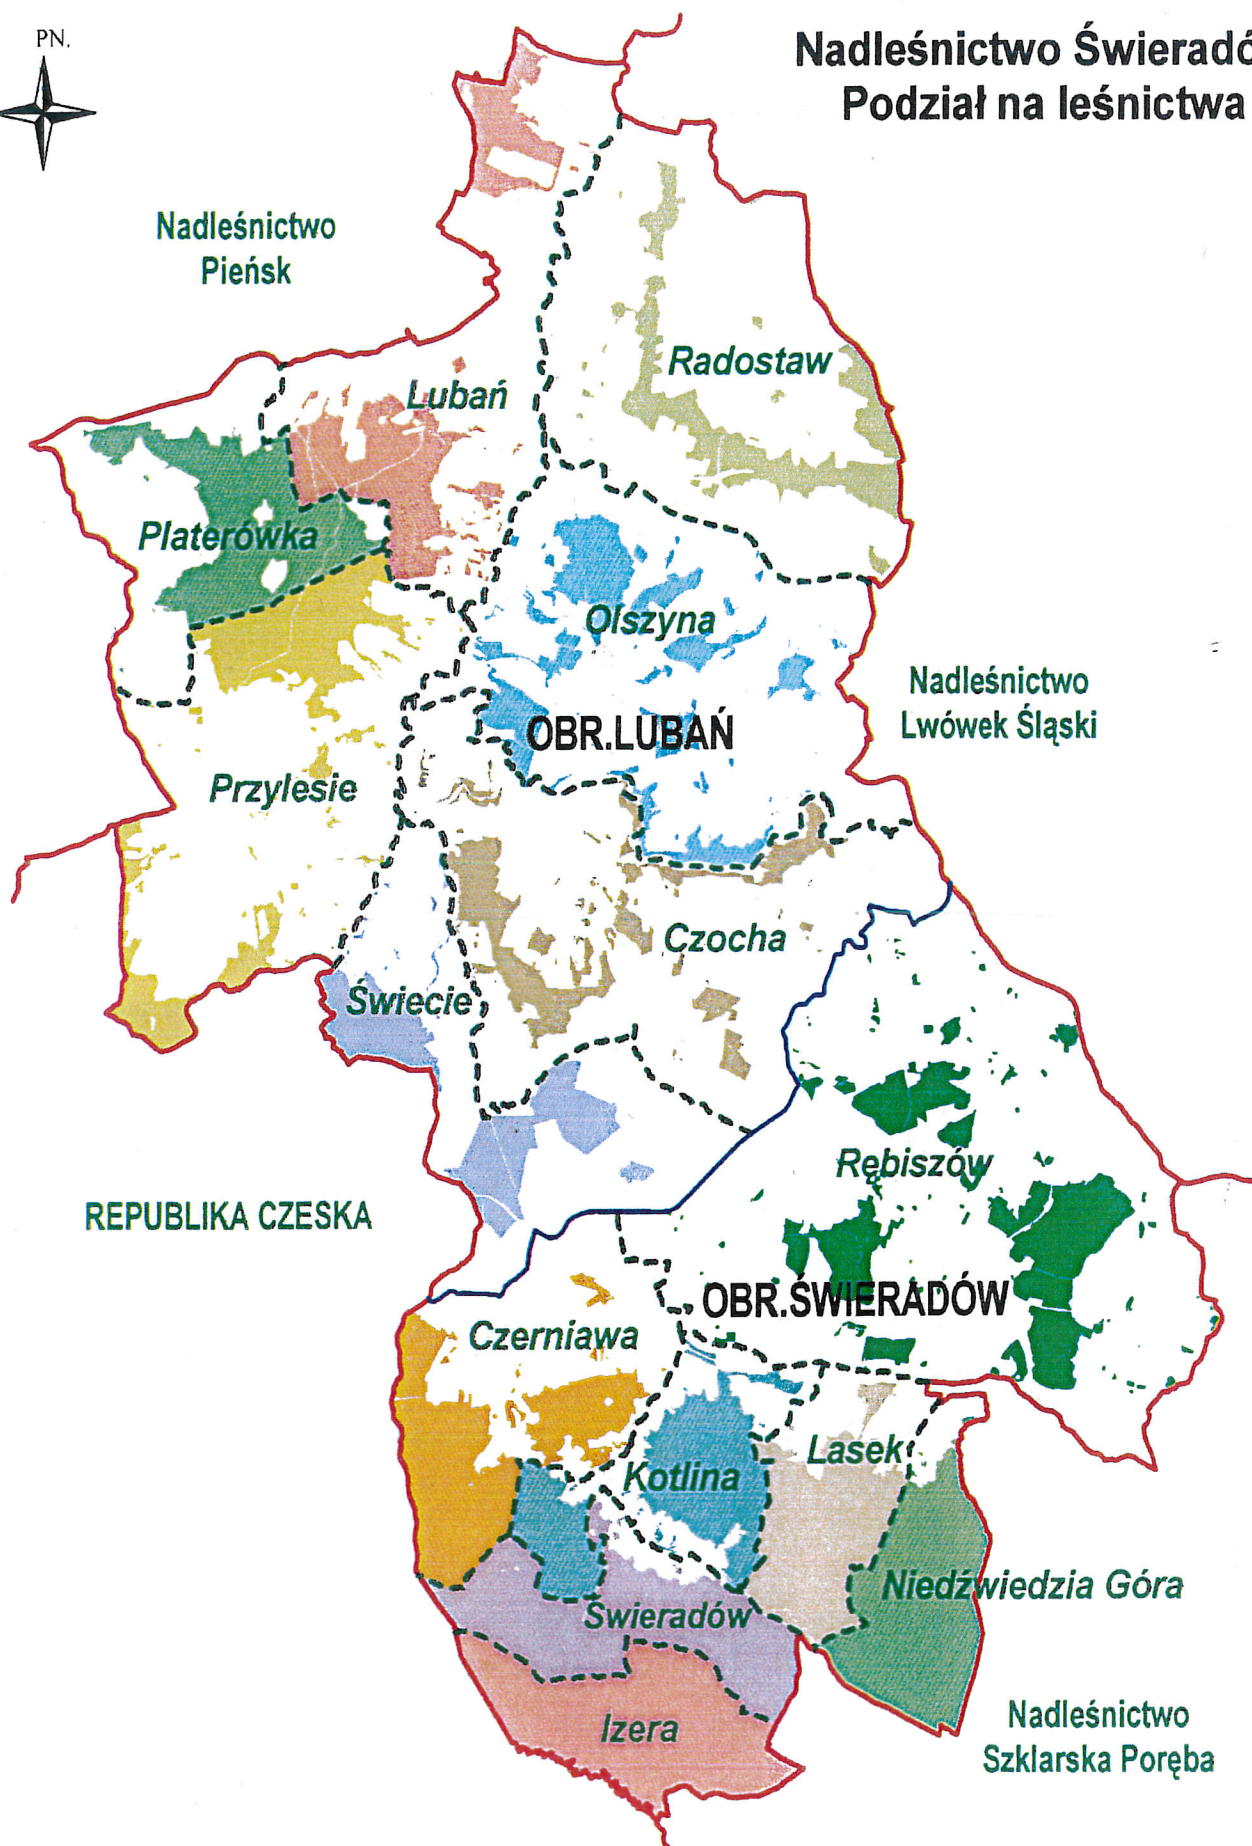 PN.
Nadleśnictwo Świeradó
Podział na leśnictwa
Nadleśnictwo
Pieńsk
Radostaw
Lubań
Platerówka
Olszyna
Nadleśnictwo
Lwówek Śląski
OBR.LUBAŃ
Przylesie
Czocha
Świecie
Rębiszów
REPUBLIKA CZESKA
OBR.ŚWIERADÓW
Czerniawa
Lasek
Kotlina
Niedźwiedzia Góra
Świeradów
Izera
Nadleśnictwo
Szklarska Poręba